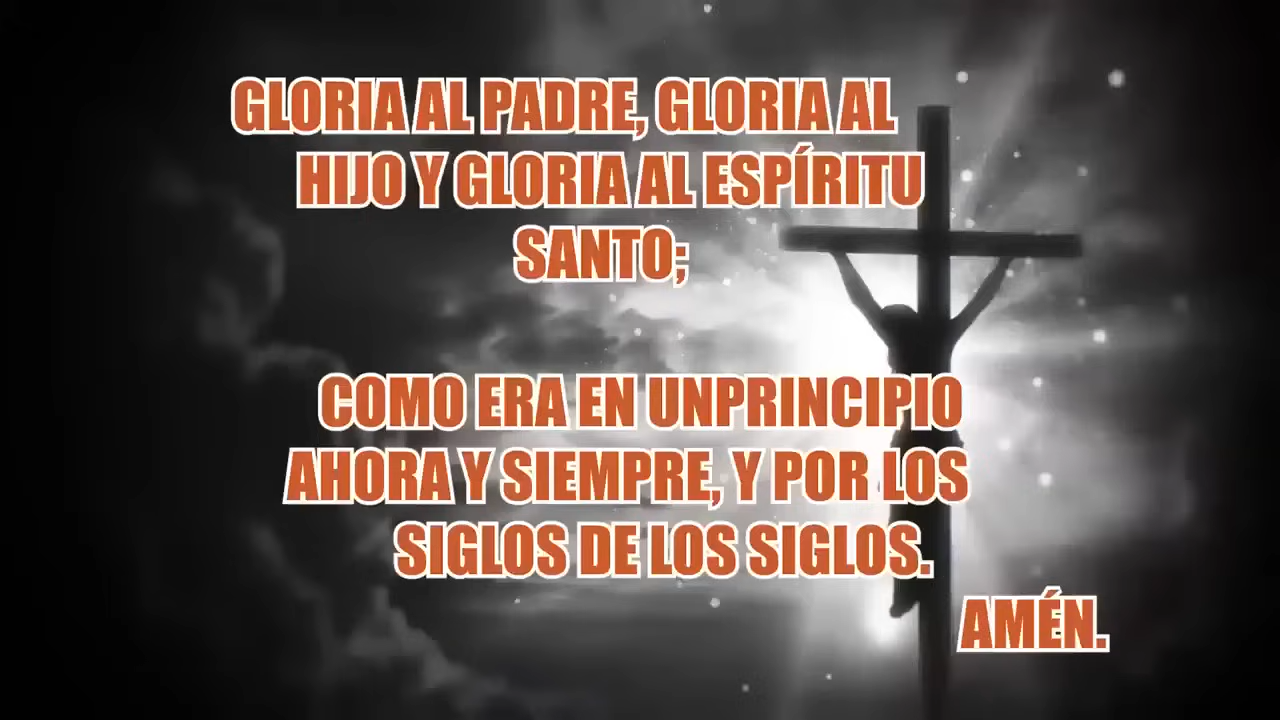 GLORIA AL PADRE, GLORIA AL
HIJO Y GLORIA AL ESPÍRITU
SANTO;
COMO ERA EN UNPRINCIPIO
AHORA Y SIEMPRE, Y POR LOS
SIGLOS DE LOS SIGLOS.
AMÉN.